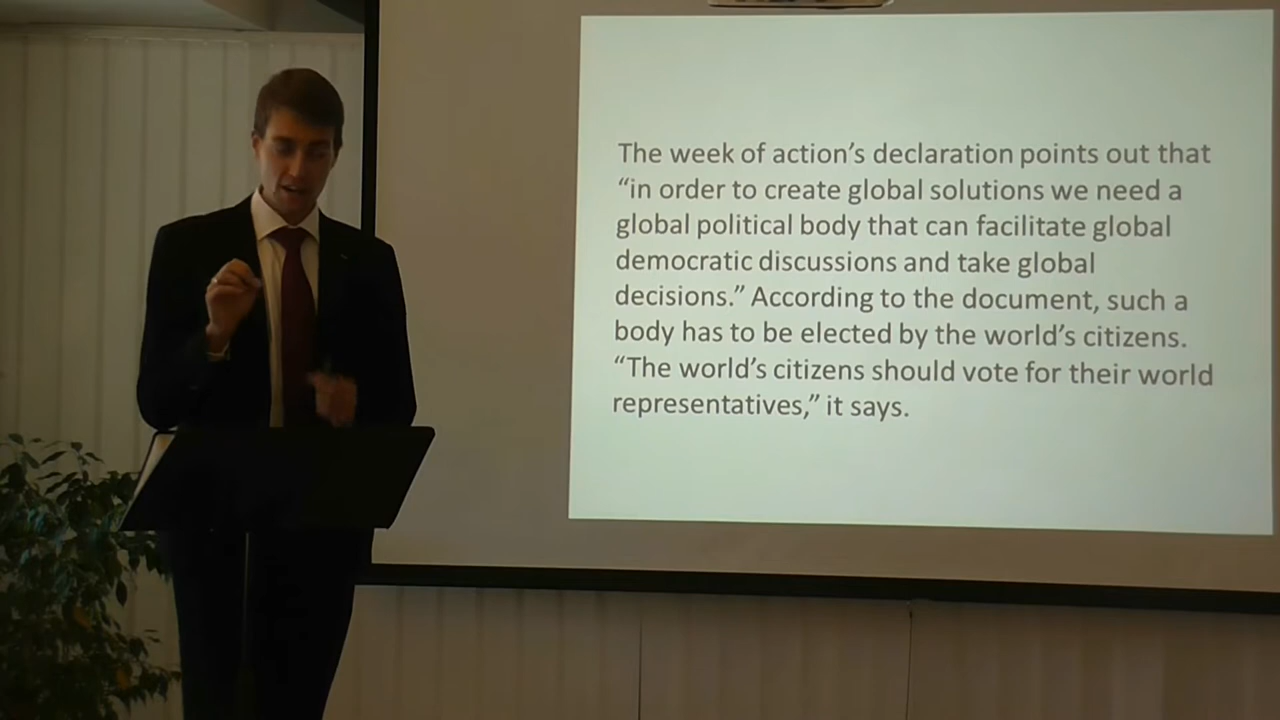 The week of action’s declaration points out that
“in order to create global solutions we need a
global political body that can facilitate global
democratic discussions and take global
decisions.” According to the document, such a
body has to be elected by the world’s citizens.
“The world’s citizens should vote for their world
representatives,” it says.